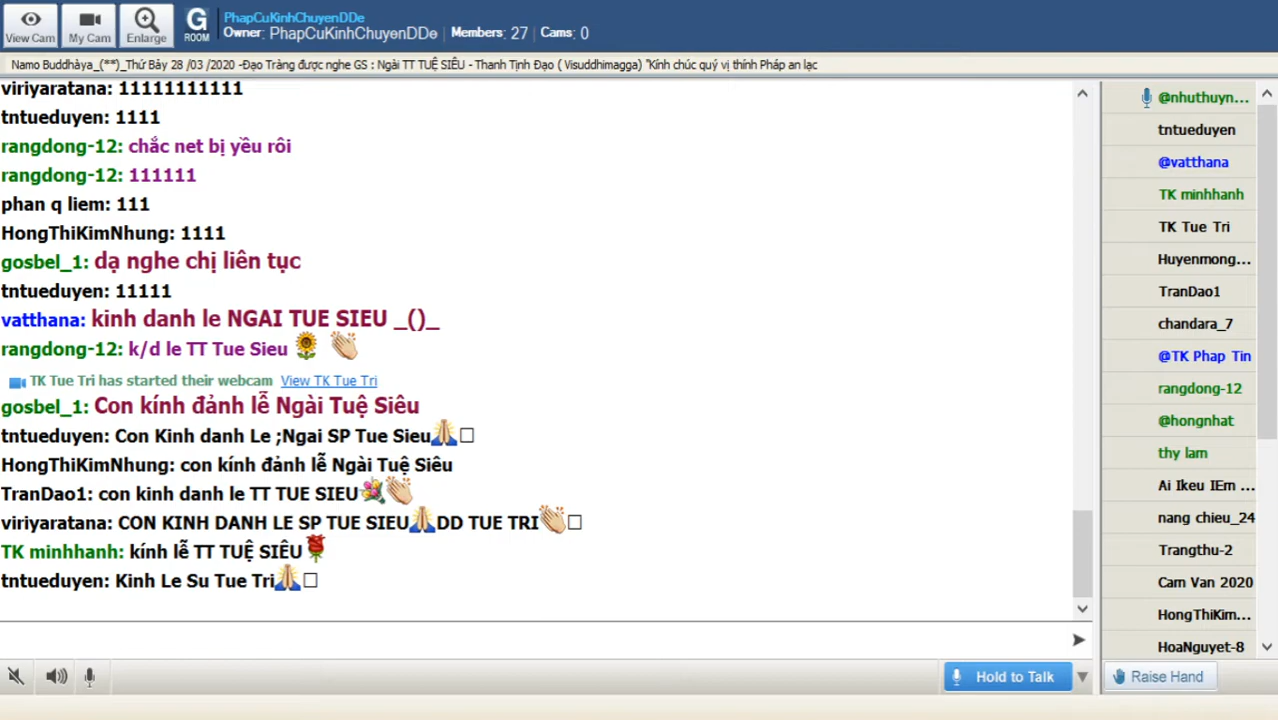 View Cam
My Cam
Enlarge
G
ROOM
PhapCuKinhChuyenDDe
Owner: PhapCuKinhChuyenDDe Members: 27 Cams: 0
Namo Buddhàya_(**)_Thứ Bảy 28 /03 /2020 -Đạo Tràng được nghe GS : Ngài TT TUỆ SIÊU - Thanh Tịnh Đạo ( Visuddhimagga) "Kính chúc quý vị thính Pháp an lạc
viriyaratana: 11111111111
tntueduyen: 1111
rangdong-12: chắc net bị yều rôi
rangdong-12: 111111
phan q liem: 111
HongThiKimNhung: 1111
gosbel_1: dạ nghe chị liên tục
tntueduyen: 11111
vatthana: kinh danh le NGAI TUE SIEU _()_
rangdong-12: k/d le TT Tue Sieu
TK Tue Tri has started their webcam View TK Tue Tri
gosbel_1: Con kính đảnh lễ Ngài Tuệ Siêu
tntueduyen: Con Kinh danh Le ;Ngai SP Tue Sieu🙏
HongThiKimNhung: con kính đảnh lễ Ngài Tuệ Siêu
TranDao1: con kinh danh le TT TUE SIEU💐👏
viriyaratana: CON KINH DANH LE SP TUE SIEU🙏DD TUE TRI👏
TK minhhanh: kính lễ TT TUỆ SIÊU🌹
tntueduyen: Kinh Le Su Tue Tri🙏
@nhuthuyn...
tntueduyen
@vatthana
TK minhhanh
TK Tue Tri
Huyenmong...
TranDao1
chandara_7
@TK Phap Tin
rangdong-12
@hongnhat
thy lam
Ai Ikeu IEm ...
nang chieu_24
Trangthu-2
Cam Van 2020
HongThiKim...
HoaNguyet-8
Hold to Talk
Raise Hand